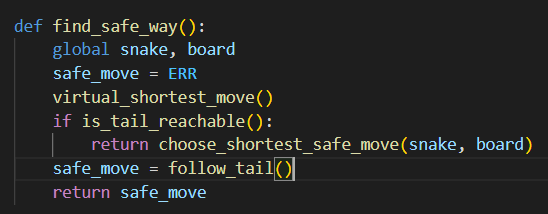 def find_safe_way():
    global snake, board
    safe_move = ERR
    virtual_shortest_move()
    if is_tail_reachable():
        return choose_shortest_safe_move(snake, board)
    safe_move = follow_tail()
    return safe_move